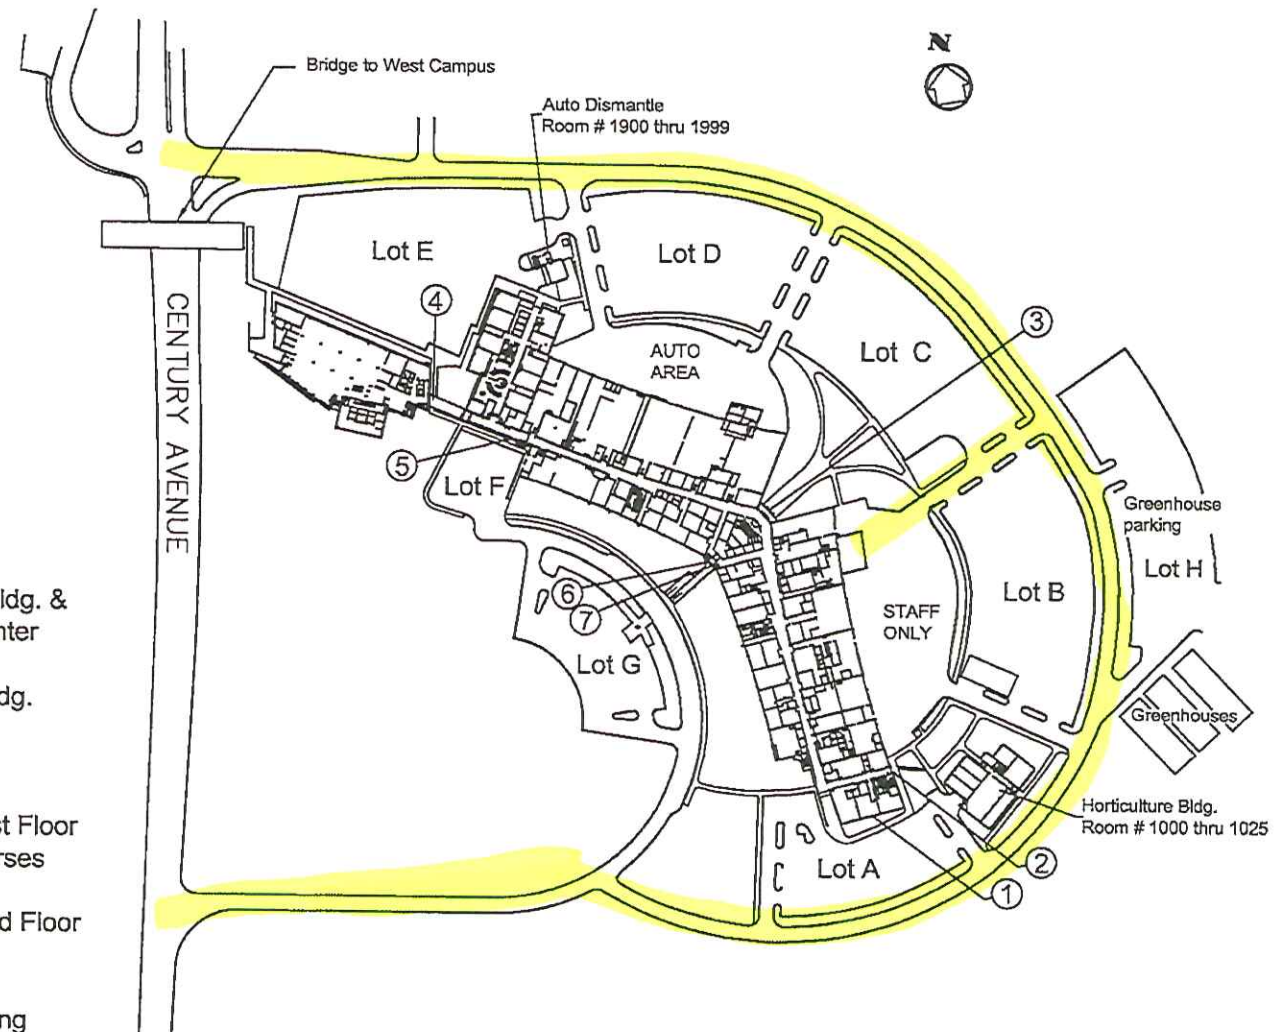 N
Bridge to West Campus
Auto Dismantle
Room # 1900 thru 1999
Lot E
Lot D
4
3
CENTURY AVENUE
AUTO
AREA
Lot C
5
Lot F
Greenhouse
parking
Lot H
6
7
Lot B
ldg. &
nter
STAFF
ONLY
Lot G
dg.
Greenhouses
Horticulture Bldg.
Room # 1000 thru 1025
st Floor
rses
2
Lot A
1
d Floor
ng